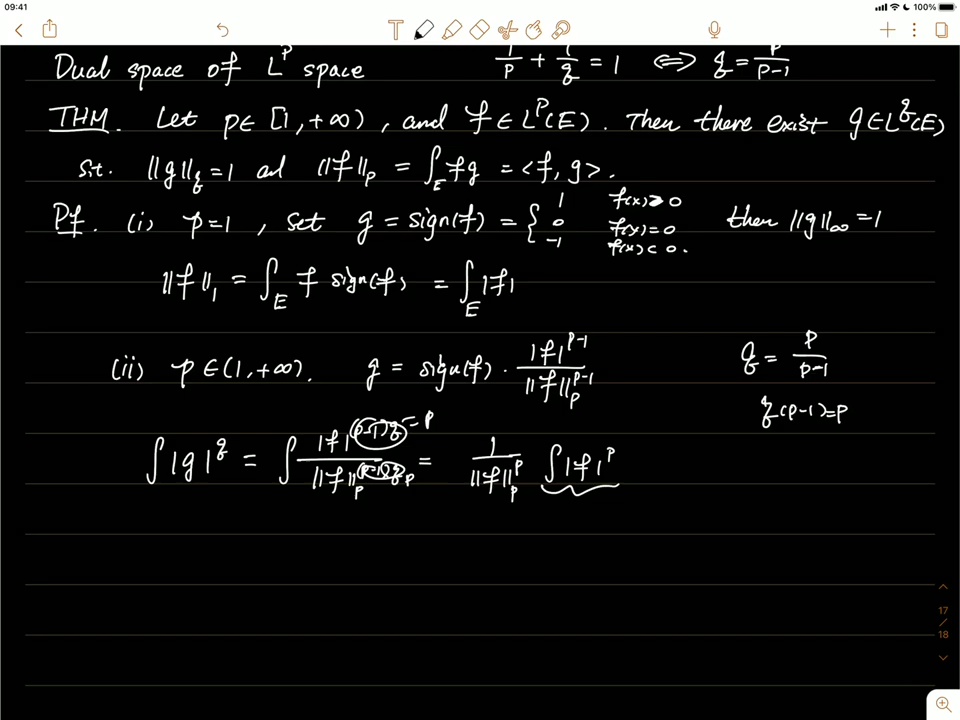 09:41 100%
Dual space of L^p space 1/p + 1/q = 1 ⟺ q = p/(p-1)
THM. Let p∈[1,+∞), and f∈L^p(E). Then there exist g∈L^q(E)
s.t. ||g||_q = 1 and ||f||_p = ∫_E fg = <f, g>.
Pf. (i) p=1, set g = sign(f) = { 1 f(x)>0 0 f(x)=0 -1 f(x)<0. then ||g||_∞ = 1
||f||_1 = ∫_E f sign(f) = ∫_E |f|
(ii) p∈(1,+∞). g = sign(f) · |f|^{p-1} / ||f||_p^{p-1} q = p/(p-1)
q(p-1)=p
∫|g|^q = ∫ |f|^{(p-1)q = p} / ||f||_p^{(p-1)q p} = 1/||f||_p^p ∫|f|^p
17
/
18